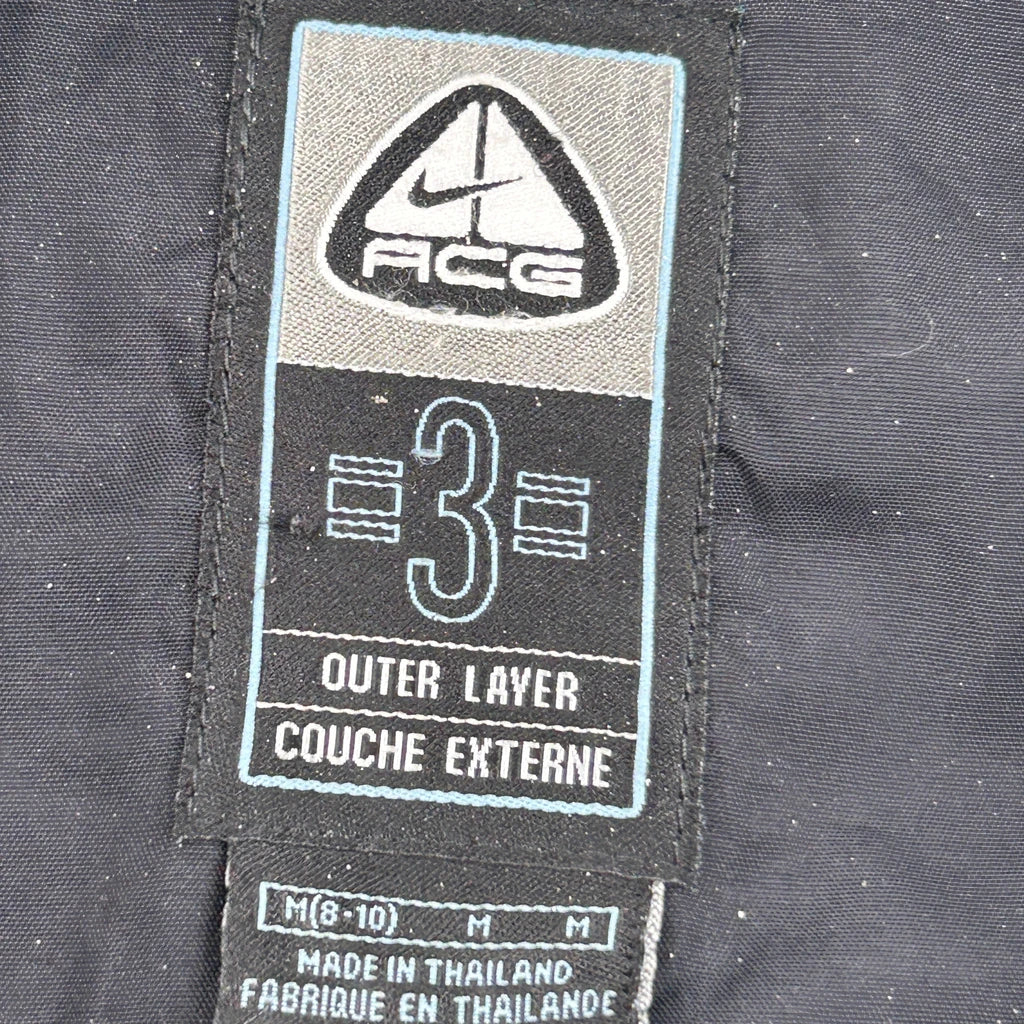 ACG
3
OUTER LAYER
COUCHE EXTERNE
M(8-10) M M
MADE IN THAILAND
FABRIQUE EN THAILANDE